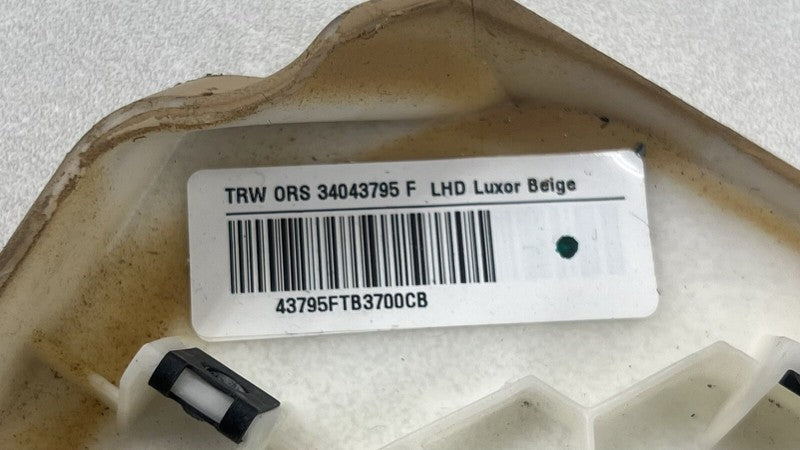 TRW ORS 34043795 F LHD Luxor Beige
43795FTB3700CB